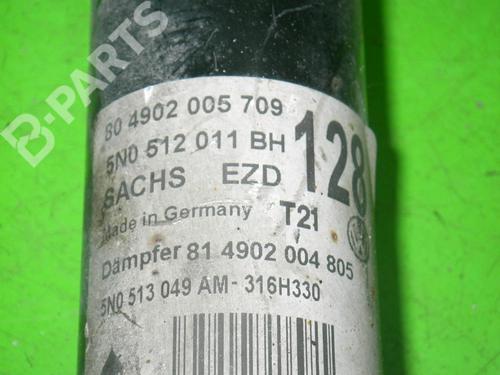 B-PARTS
80 4902 005 709
5N0 512 011 BH
128
SACHS EZD
Made in Germany T21
Dämpfer 81 4902 004 805
5N0 513 049 AM- 316H330
B-PARTS